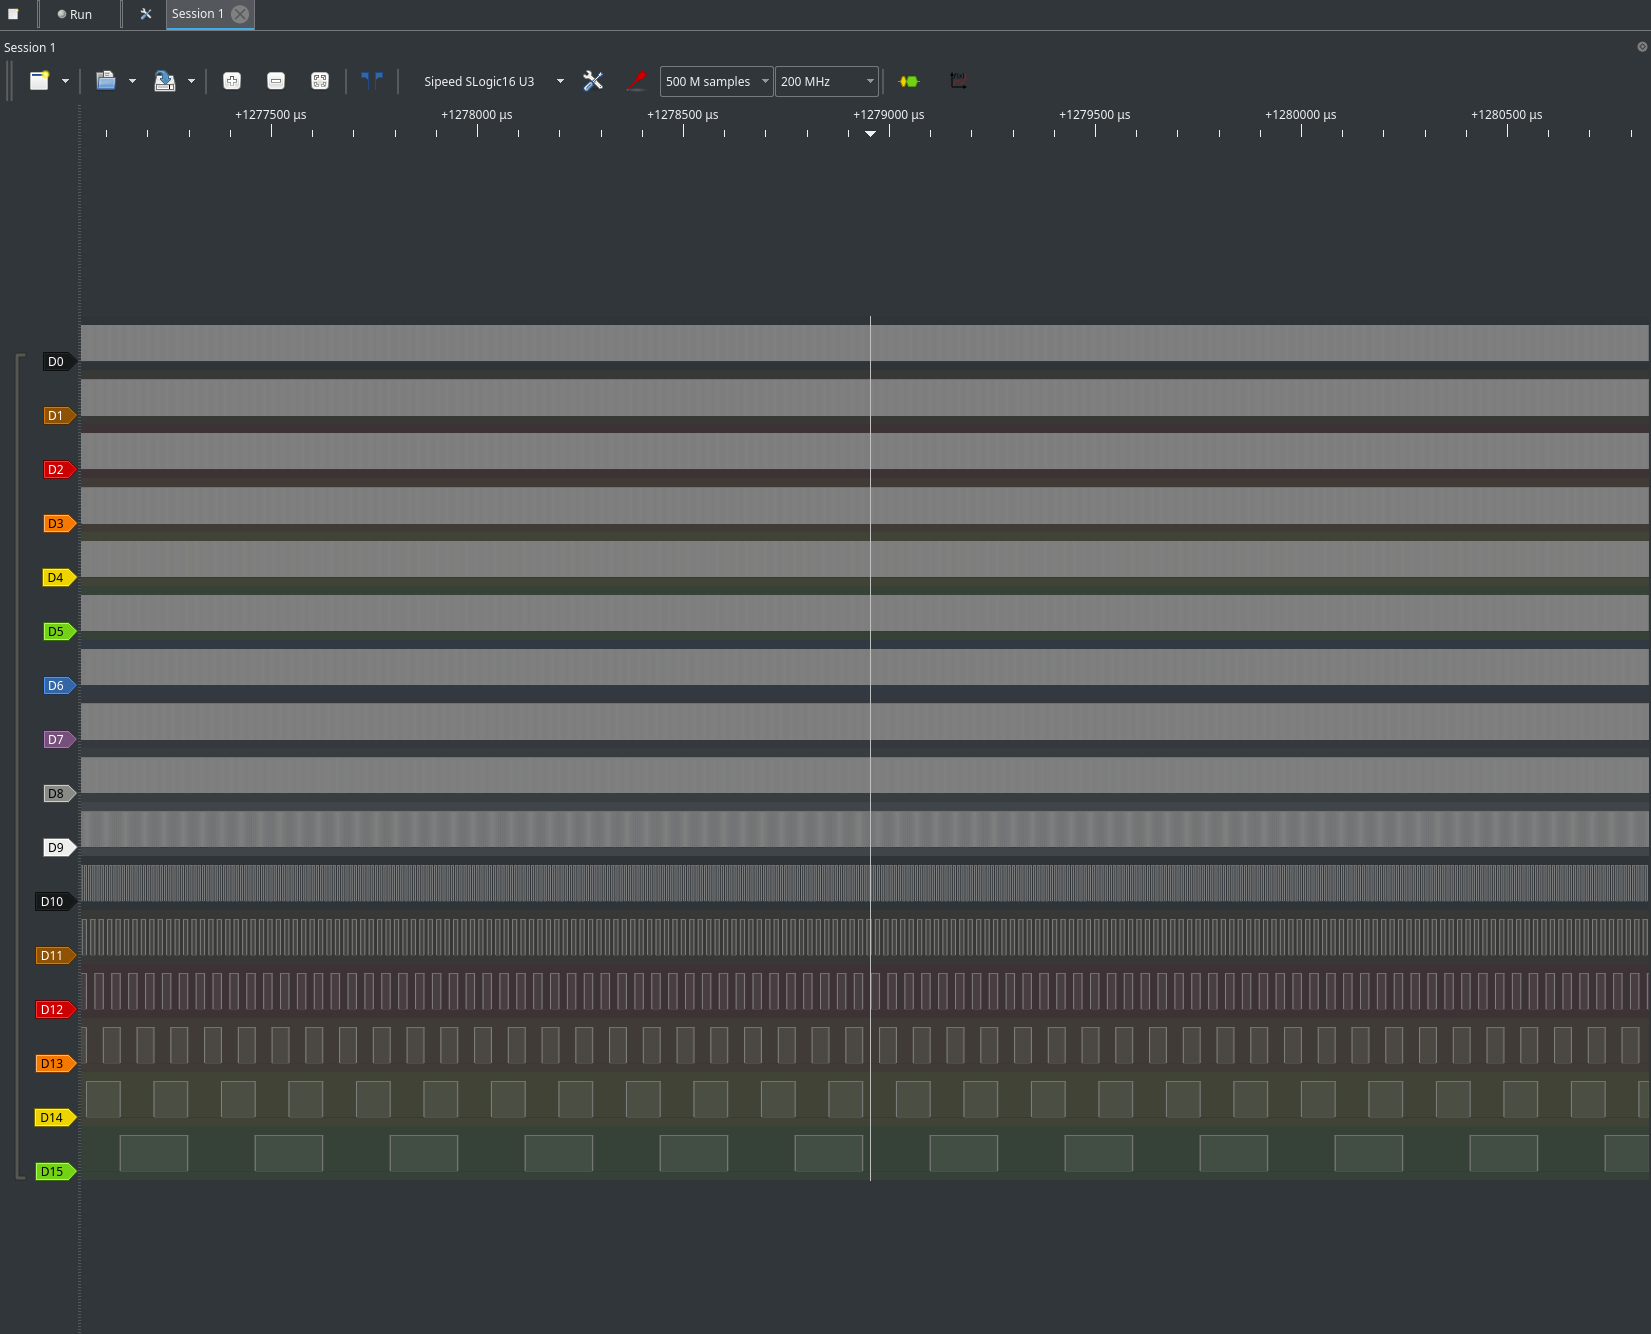 Run
Session 1
Session 1
Sipeed SLogic16 U3
500 M samples
200 MHz
+1277500 µs
+1278000 µs
+1278500 µs
+1279000 µs
+1279500 µs
+1280000 µs
+1280500 µs
D0
D1
D2
D3
D4
D5
D6
D7
D8
D9
D10
D11
D12
D13
D14
D15